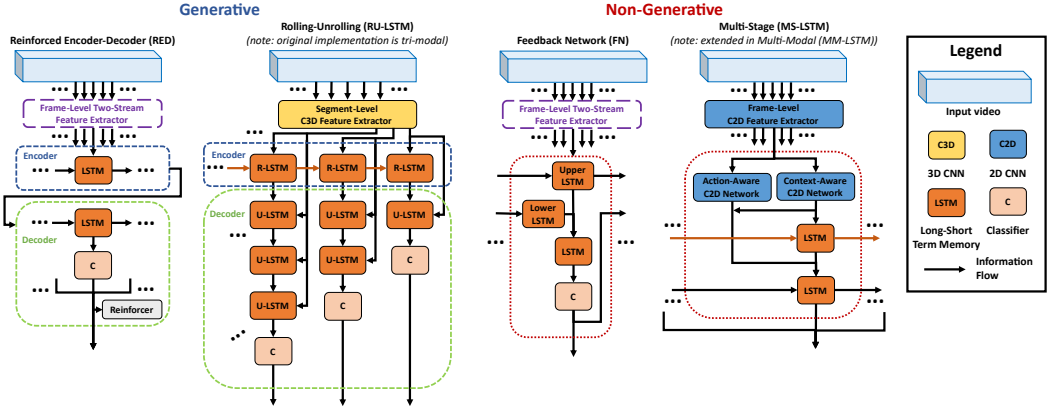 Generative
Non-Generative
Reinforced Encoder-Decoder (RED)
Frame-Level Two-Stream
Feature Extractor
Encoder
LSTM
LSTM
Decoder
C
Reinforcer
Rolling-Unrolling (RU-LSTM)
(note: original implementation is tri-modal)
Segment-Level
C3D Feature Extractor
Encoder
R-LSTM
R-LSTM
R-LSTM
Decoder
U-LSTM
U-LSTM
U-LSTM
U-LSTM
U-LSTM
C
U-LSTM
C
C
Feedback Network (FN)
Frame-Level Two-Stream
Feature Extractor
Upper
LSTM
Lower
LSTM
LSTM
C
Multi-Stage (MS-LSTM)
(note: extended in Multi-Modal (MM-LSTM))
Frame-Level
C2D Feature Extractor
Action-Aware
C2D Network
Context-Aware
C2D Network
LSTM
LSTM
Legend
Input video
C3D
C2D
3D CNN
2D CNN
LSTM
C
Long-Short
Term Memory
Classifier
Information
Flow